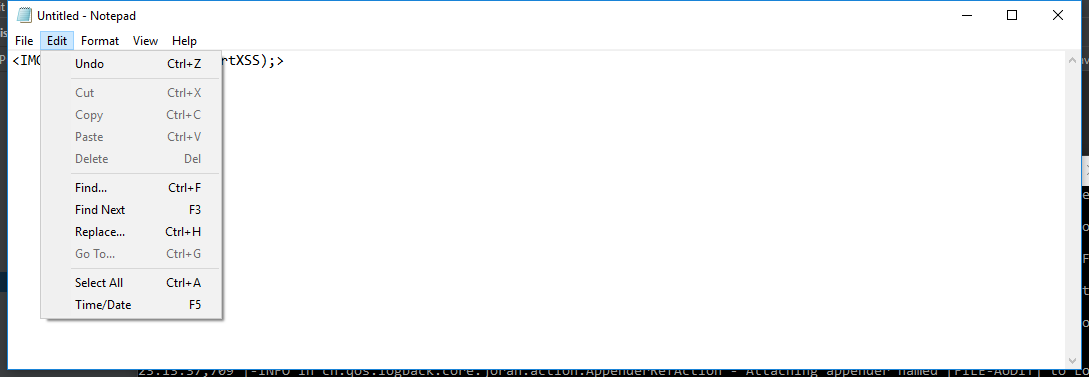 Untitled - Notepad
File Edit Format View Help
<IMG rtXSS);>
Undo Ctrl+Z
Cut Ctrl+X
Copy Ctrl+C
Paste Ctrl+V
Delete Del
Find... Ctrl+F
Find Next F3
Replace... Ctrl+H
Go To... Ctrl+G
Select All Ctrl+A
Time/Date F5
23:13:37,709 |-INFO in ch.qos.logback.core.joran.action.AppenderRefAction - Attaching appender named [FILE-AUDIT] to Lo